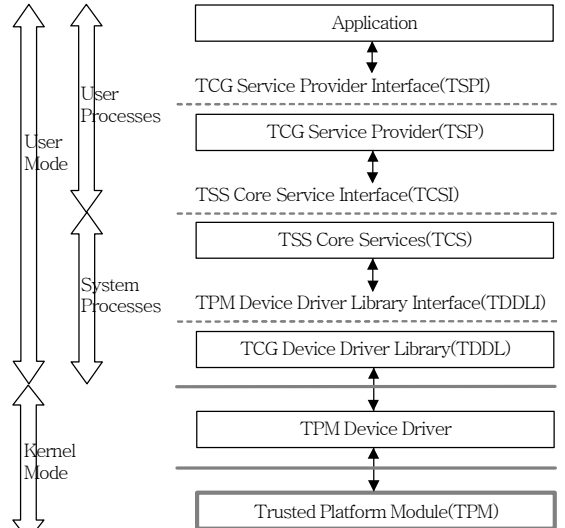 Application
TCG Service Provider Interface(TSPI)
User
Processes
TCG Service Provider(TSP)
User
Mode
TSS Core Service Interface(TCSI)
TSS Core Services(TCS)
System
Processes
TPM Device Driver Library Interface(TDDLI)
TCG Device Driver Library(TDDL)
TPM Device Driver
Kernel
Mode
Trusted Platform Module(TPM)